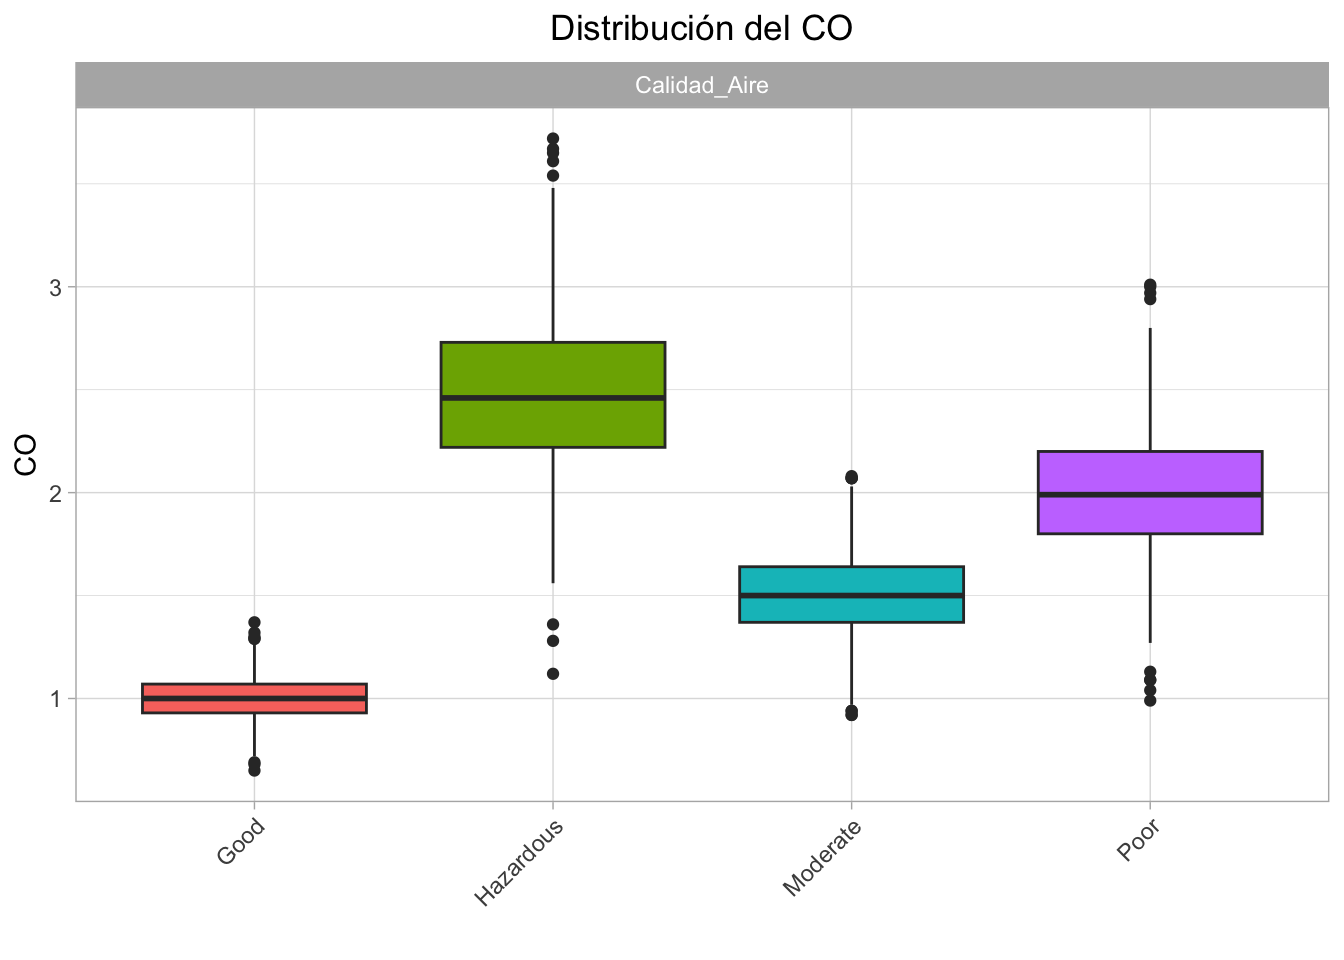 Distribución del CO
Calidad_Aire
CO
3
2
1
Good
Hazardous
Moderate
Poor